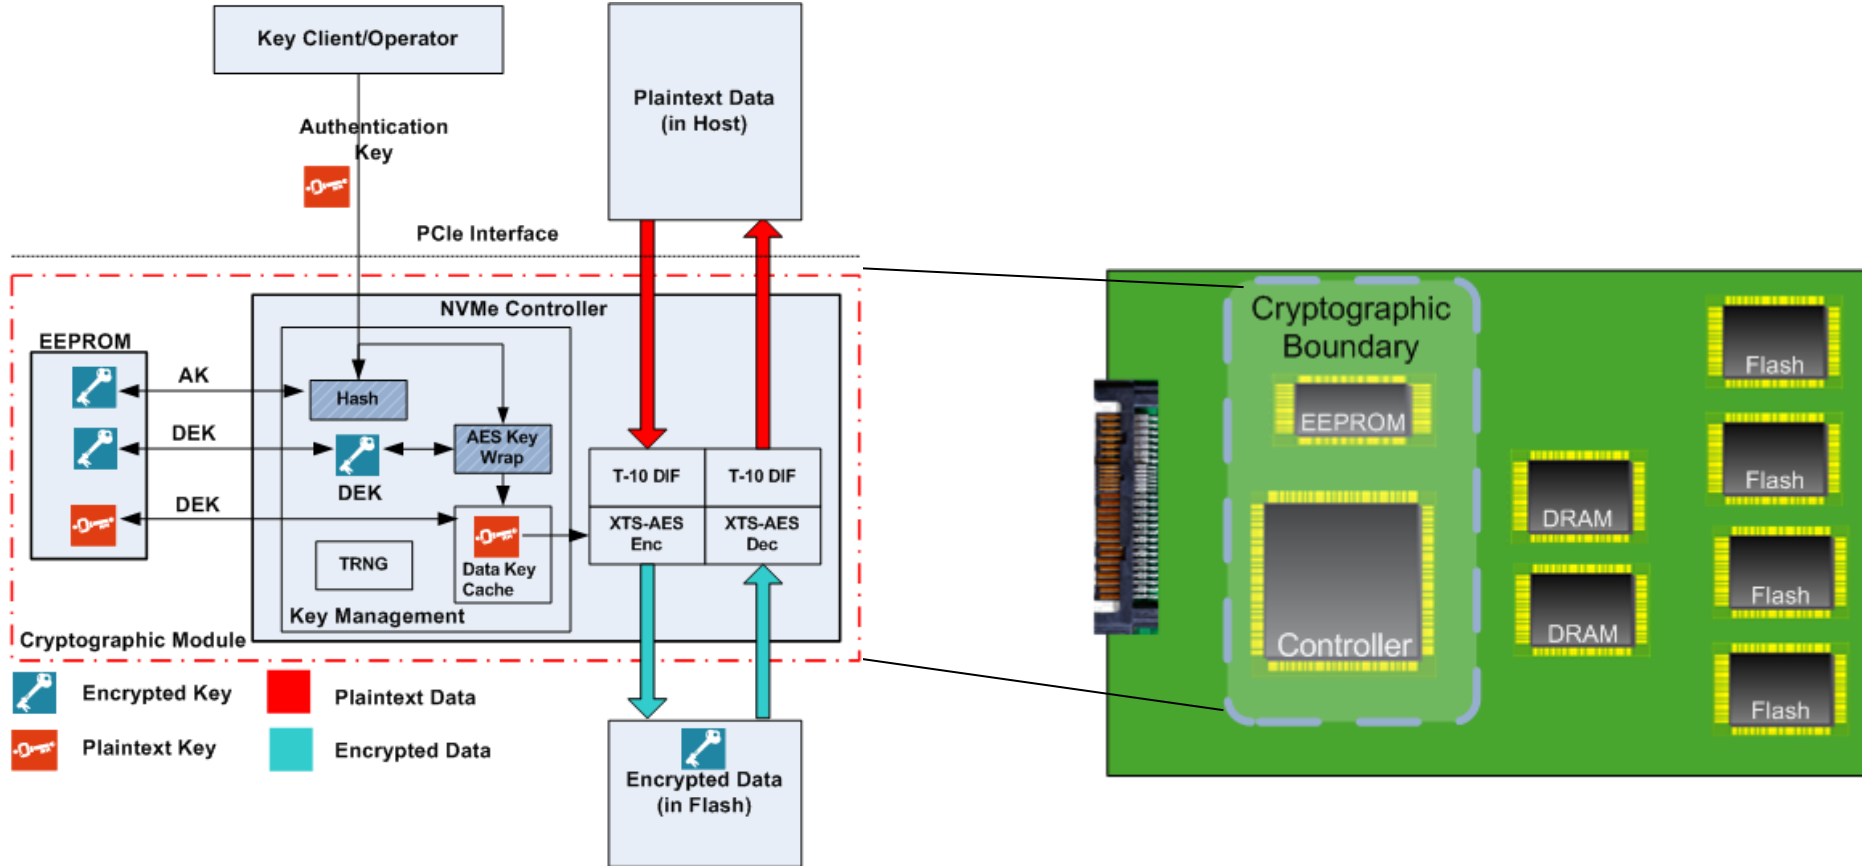 Key Client/Operator
Plaintext Data
(in Host)
Authentication
Key
PCIe Interface
NVMe Controller
EEPROM
AK
Hash
DEK
AES Key
Wrap
DEK
DEK
T-10 DIF
T-10 DIF
XTS-AES
Enc
XTS-AES
Dec
TRNG
Data Key
Cache
Key Management
Cryptographic Module
Encrypted Key
Plaintext Data
Plaintext Key
Encrypted Data
Encrypted Data
(in Flash)
Cryptographic
Boundary
EEPROM
Controller
DRAM
DRAM
Flash
Flash
Flash
Flash